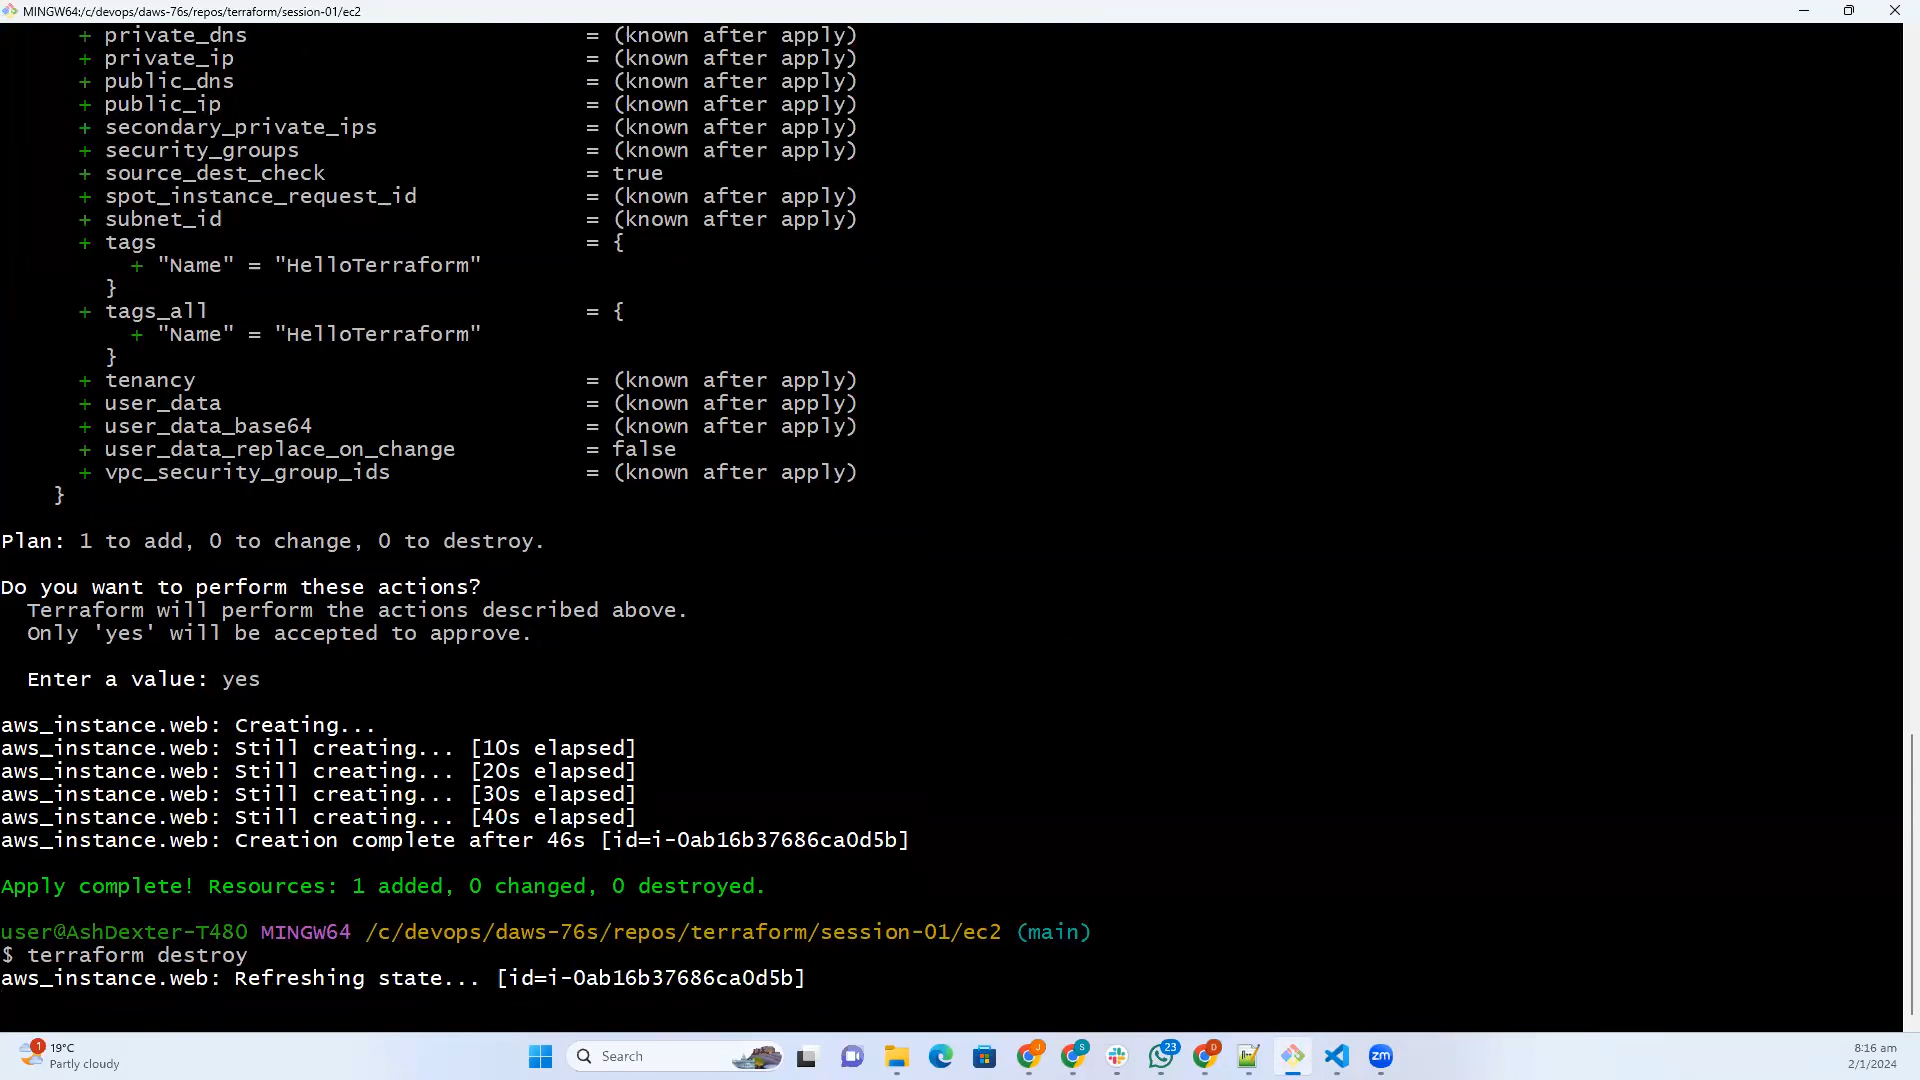 MINGW64:/c/devops/daws-76s/repos/terraform/session-01/ec2
+ private_dns = (known after apply)
+ private_ip = (known after apply)
+ public_dns = (known after apply)
+ public_ip = (known after apply)
+ secondary_private_ips = (known after apply)
+ security_groups = (known after apply)
+ source_dest_check = true
+ spot_instance_request_id = (known after apply)
+ subnet_id = (known after apply)
+ tags = {
+ "Name" = "HelloTerraform"
}
+ tags_all = {
+ "Name" = "HelloTerraform"
}
+ tenancy = (known after apply)
+ user_data = (known after apply)
+ user_data_base64 = (known after apply)
+ user_data_replace_on_change = false
+ vpc_security_group_ids = (known after apply)
}
Plan: 1 to add, 0 to change, 0 to destroy.
Do you want to perform these actions?
Terraform will perform the actions described above.
Only 'yes' will be accepted to approve.
Enter a value: yes
aws_instance.web: Creating...
aws_instance.web: Still creating... [10s elapsed]
aws_instance.web: Still creating... [20s elapsed]
aws_instance.web: Still creating... [30s elapsed]
aws_instance.web: Still creating... [40s elapsed]
aws_instance.web: Creation complete after 46s [id=i-0ab16b37686ca0d5b]
Apply complete! Resources: 1 added, 0 changed, 0 destroyed.
user@AshDexter-T480 MINGW64 /c/devops/daws-76s/repos/terraform/session-01/ec2 (main)
$ terraform destroy
aws_instance.web: Refreshing state... [id=i-0ab16b37686ca0d5b]
1
19°C
Partly cloudy
Search
J
S
23
D
zm
8:16 am
2/1/2024